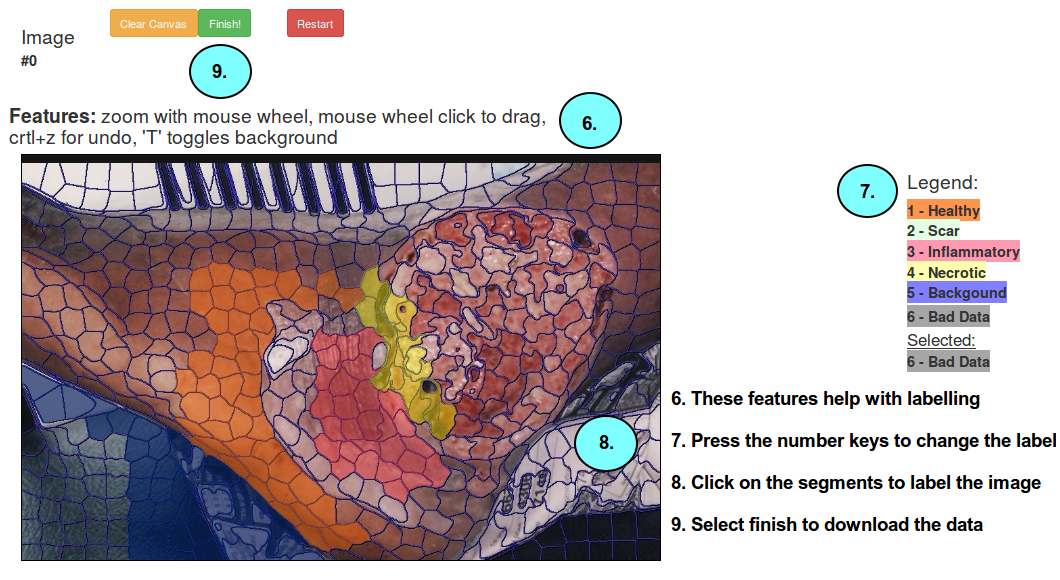 Image
#0
Clear Canvas
Finish!
Restart
9.
Features: zoom with mouse wheel, mouse wheel click to drag,
crtl+z for undo, 'T' toggles background
6.
7.
Legend:
1 - Healthy
2 - Scar
3 - Inflammatory
4 - Necrotic
5 - Backgound
6 - Bad Data
Selected:
6 - Bad Data
8.
6. These features help with labelling
7. Press the number keys to change the label
8. Click on the segments to label the image
9. Select finish to download the data